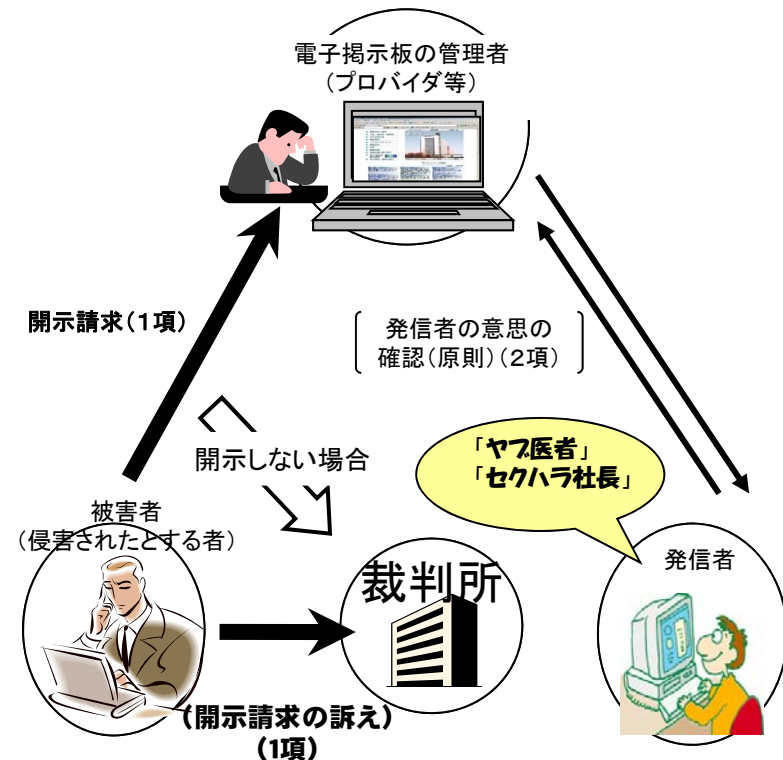 電子掲示板の管理者
（プロバイダ等）
開示請求（１項）
発信者の意思の
確認（原則）（２項）
開示しない場合
「ヤブ医者」
「セクハラ社長」
被害者
（侵害されたとする者）
裁判所
発信者
（開示請求の訴え）
（1項）